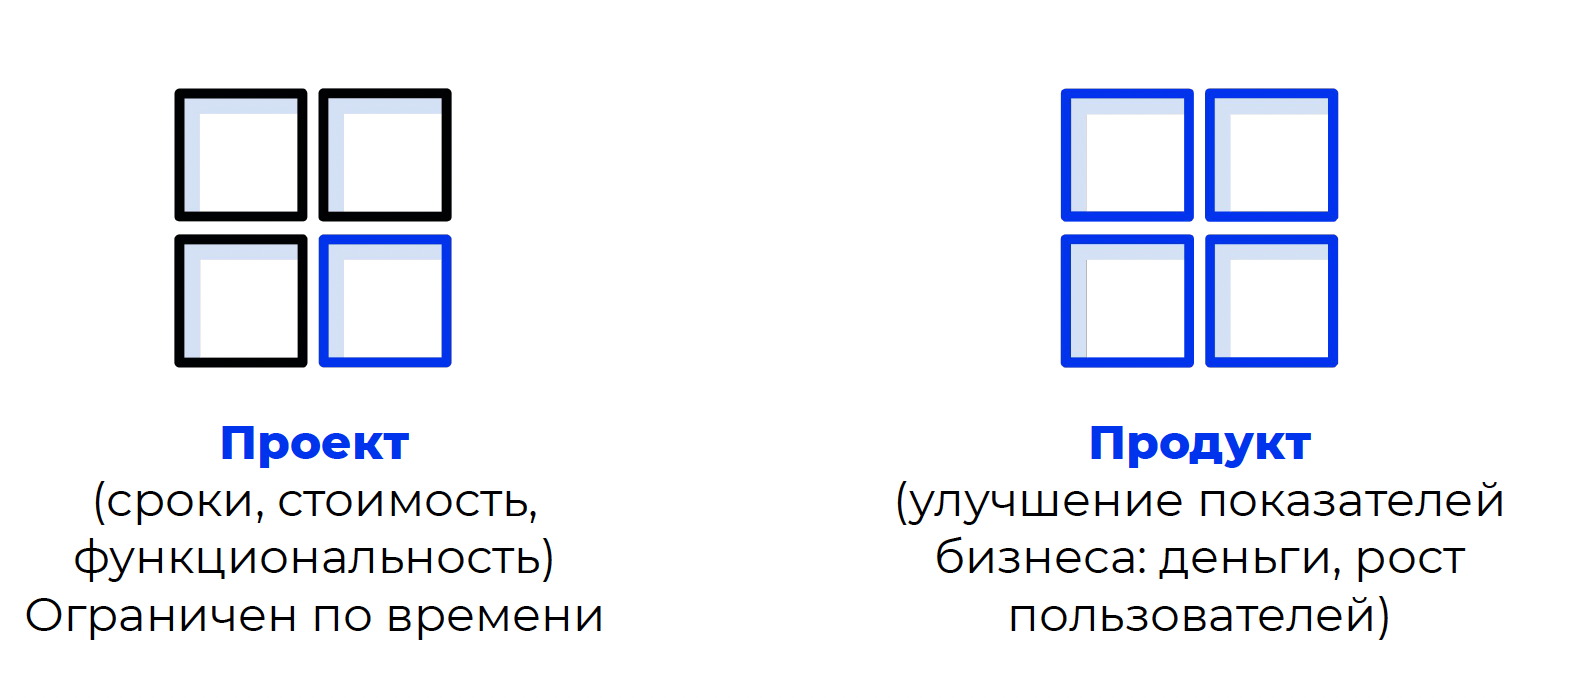 Проект
(сроки, стоимость,
функциональность)
Ограничен по времени
Продукт
(улучшение показателей
бизнеса: деньги, рост
пользователей)